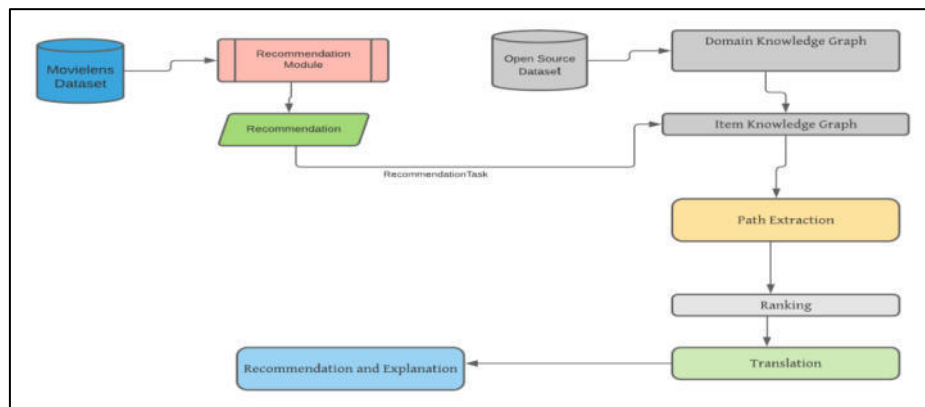 Movielens
Dataset
Recommendation
Module
Open Source
Dataset
Domain Knowledge Graph
Recommendation
Item Knowledge Graph
RecommendationTask
Path Extraction
Ranking
Recommendation and Explanation
Translation